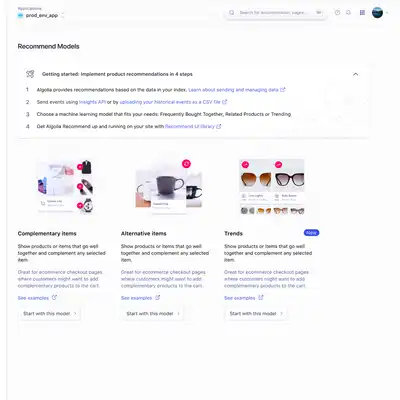 Applications
prod_env_app
Search for documentation, pages...
Recommend Models
Getting started: Implement product recommendations in 4 steps
1 Algolia provides recommendations based on the data in your index. Learn about sending and managing data
2 Send events using Insights API or by uploading your historical events as a CSV file
3 Choose a machine learning model that fits your needs: Frequently Bought Together, Related Products or Trending
4 Get Algolia Recommend up and running on your site with Recommend UI library
Complementary items
Show products or items that go well
together and complement any selected
item.
Great for ecommerce checkout pages
where customers might want to add
complementary products to the cart.
See examples
Start with this model
Alternative items
Show products or items that go well
together and complement any selected
item.
Great for ecommerce checkout pages
where customers might want to add
complementary products to the cart.
See examples
Start with this model
Trends
Show products or items that go well
together and complement any selected
item.
Great for ecommerce checkout pages
where customers might want to add
complementary products to the cart.
See examples
Start with this model